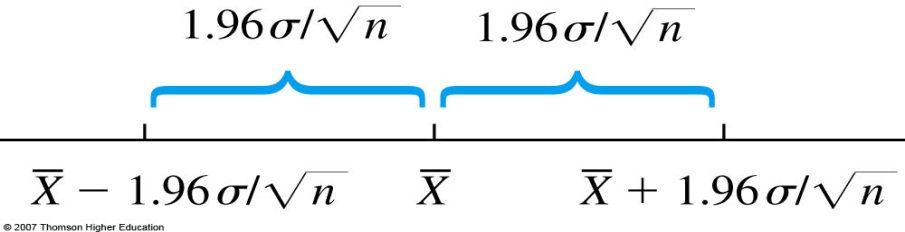 1.96σ/√n 1.96σ/√n
X̅ − 1.96σ/√n X̅ X̅ + 1.96σ/√n
© 2007 Thomson Higher Education